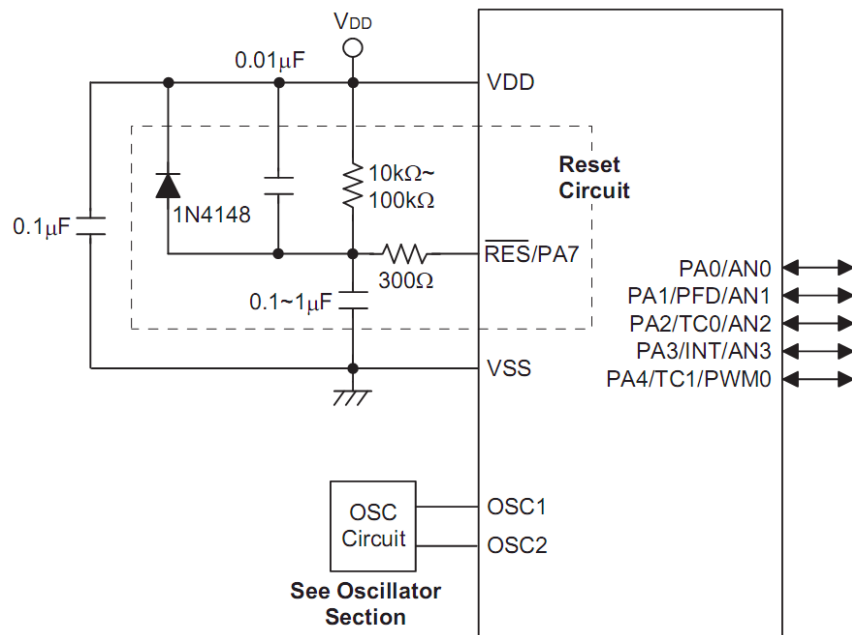 VDD
0.01μF
VDD
10kΩ~
100kΩ
Reset
Circuit
1N4148
0.1μF
RES/PA7
300Ω
0.1~1μF
VSS
PA0/AN0
PA1/PFD/AN1
PA2/TC0/AN2
PA3/INT/AN3
PA4/TC1/PWM0
OSC
Circuit
OSC1
OSC2
See Oscillator
Section